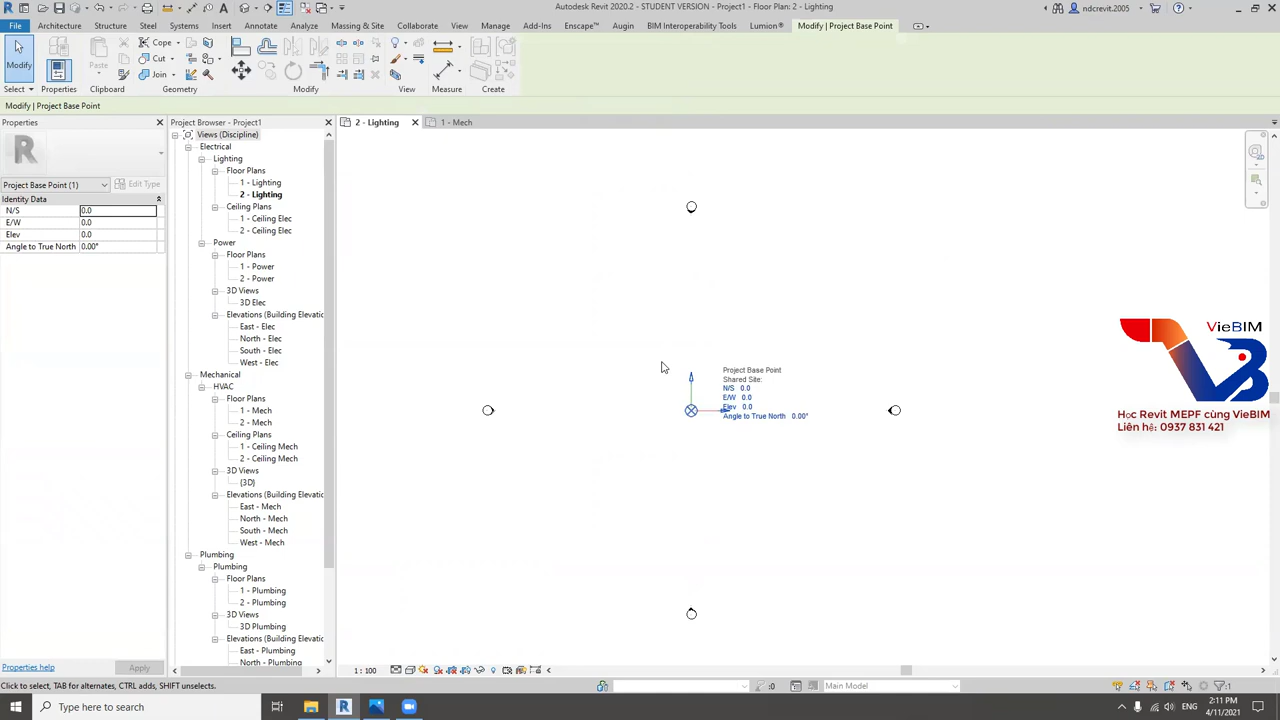 Autodesk Revit 2020.2 - STUDENT VERSION - Project1 - Floor Plan: 2 - Lighting
ndcrevit.2005
File Architecture Structure Steel Systems Insert Annotate Analyze Massing & Site Collaborate View Manage Add-Ins Enscape™ Augin BIM Interoperability Tools Lumion® Modify | Project Base Point
Modify
Paste
Cope
Cut
Join
Select Properties Clipboard Geometry Modify View Measure Create
Modify | Project Base Point
Properties
Project Base Point (1)
Edit Type
Identity Data
N/S 0.0
E/W 0.0
Elev 0.0
Angle to True North 0.00°
Properties help
Apply
Project Browser - Project1
Views (Discipline)
Electrical
Lighting
Floor Plans
1 - Lighting
2 - Lighting
Ceiling Plans
1 - Ceiling Elec
2 - Ceiling Elec
Power
Floor Plans
1 - Power
2 - Power
3D Views
3D Elec
Elevations (Building Elevatio
East - Elec
North - Elec
South - Elec
West - Elec
Mechanical
HVAC
Floor Plans
1 - Mech
2 - Mech
Ceiling Plans
1 - Ceiling Mech
2 - Ceiling Mech
3D Views
{3D}
Elevations (Building Elevatio
East - Mech
North - Mech
South - Mech
West - Mech
Plumbing
Plumbing
Floor Plans
1 - Plumbing
2 - Plumbing
3D Views
3D Plumbing
Elevations (Building Elevatio
East - Plumbing
North - Plumbing
2 - Lighting
1 - Mech
Project Base Point
Shared Site:
N/S 0.0
E/W 0.0
Elev 0.0
Angle to True North 0.00°
VieBIM
Học Revit MEPF cùng VieBIM
Liên hệ: 0937 831 421
1 : 100
Click to select, TAB for alternates, CTRL adds, SHIFT unselects.
:0
Main Model
:1
Type here to search
ENG
2:11 PM
4/11/2021